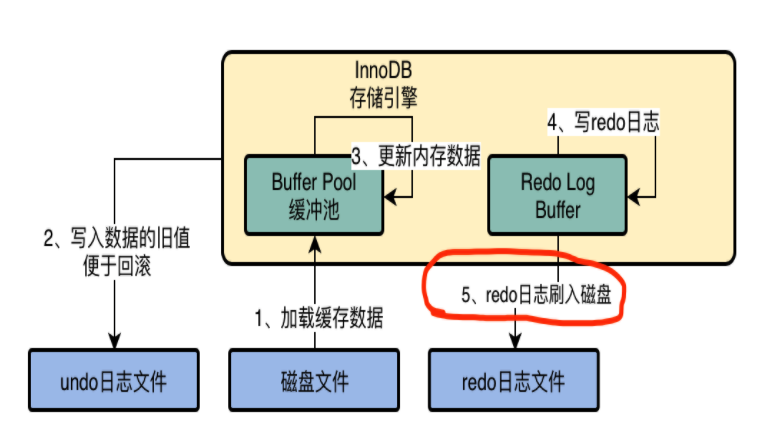 InnoDB
存储引擎
4、写redo日志
3、更新内存数据
Buffer Pool
缓冲池
Redo Log
Buffer
2、写入数据的旧值
便于回滚
5、redo日志刷入磁盘
1、加载缓存数据
undo日志文件
磁盘文件
redo日志文件